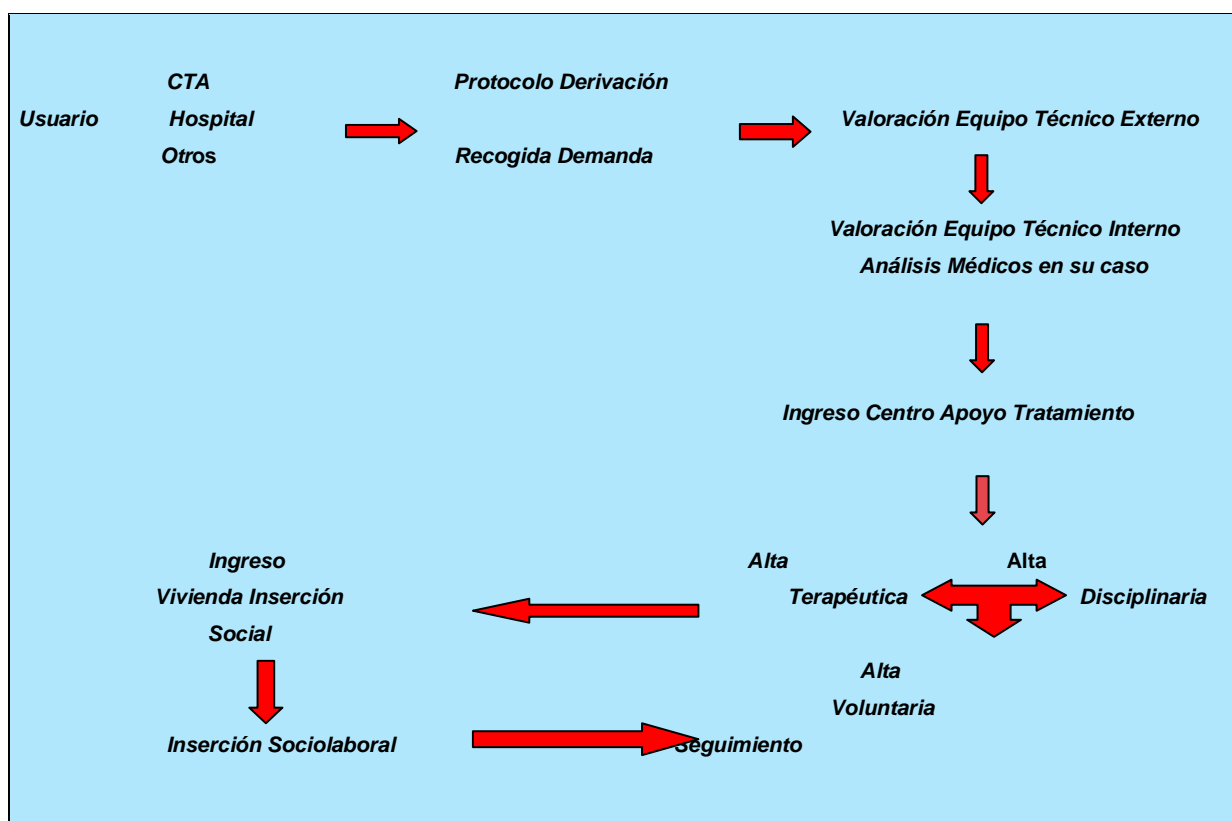 CTA
Usuario
Hospital
Otros
Protocolo Derivación
Recogida Demanda
Valoración Equipo Técnico Externo
Valoración Equipo Técnico Interno
Análisis Médicos en su caso
Ingreso Centro Apoyo Tratamiento
Alta
Terapéutica
Alta
Disciplinaria
Alta
Voluntaria
Ingreso
Vivienda Inserción
Social
Inserción Sociolaboral
Seguimiento